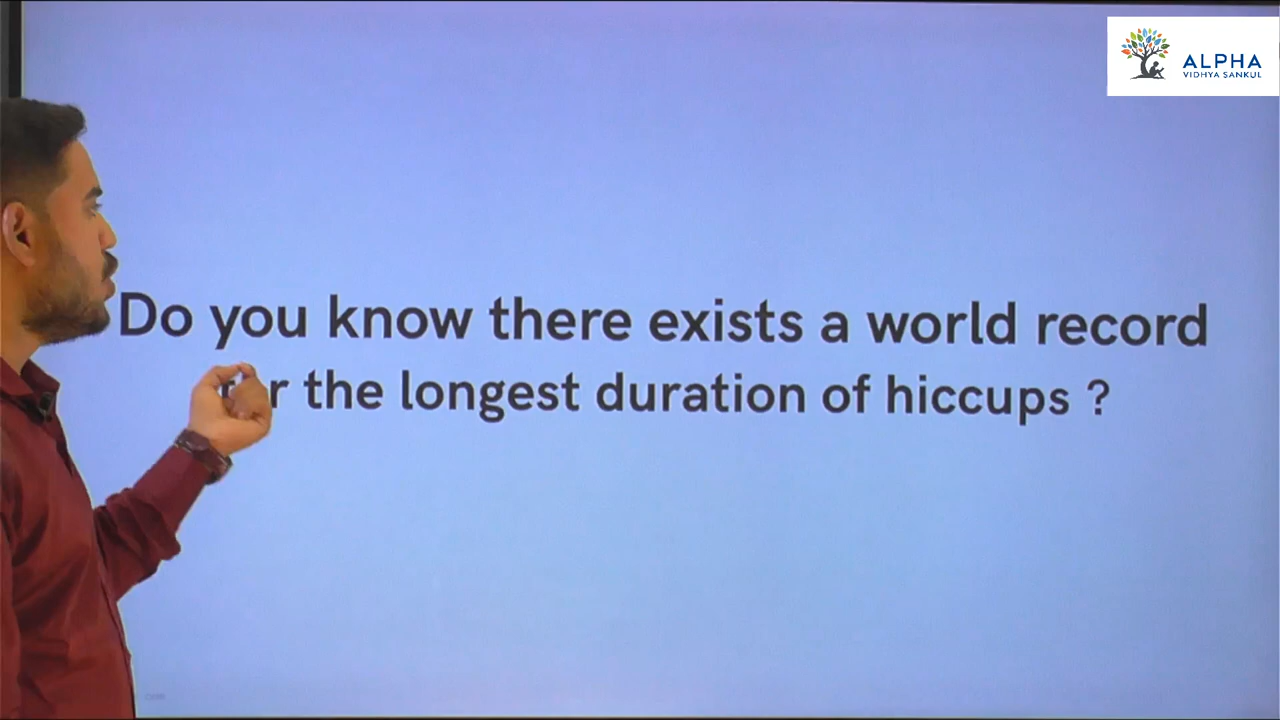 ALPHA
VIDHYA SANKUL
Do you know there exists a world record
the longest duration of hiccups ?